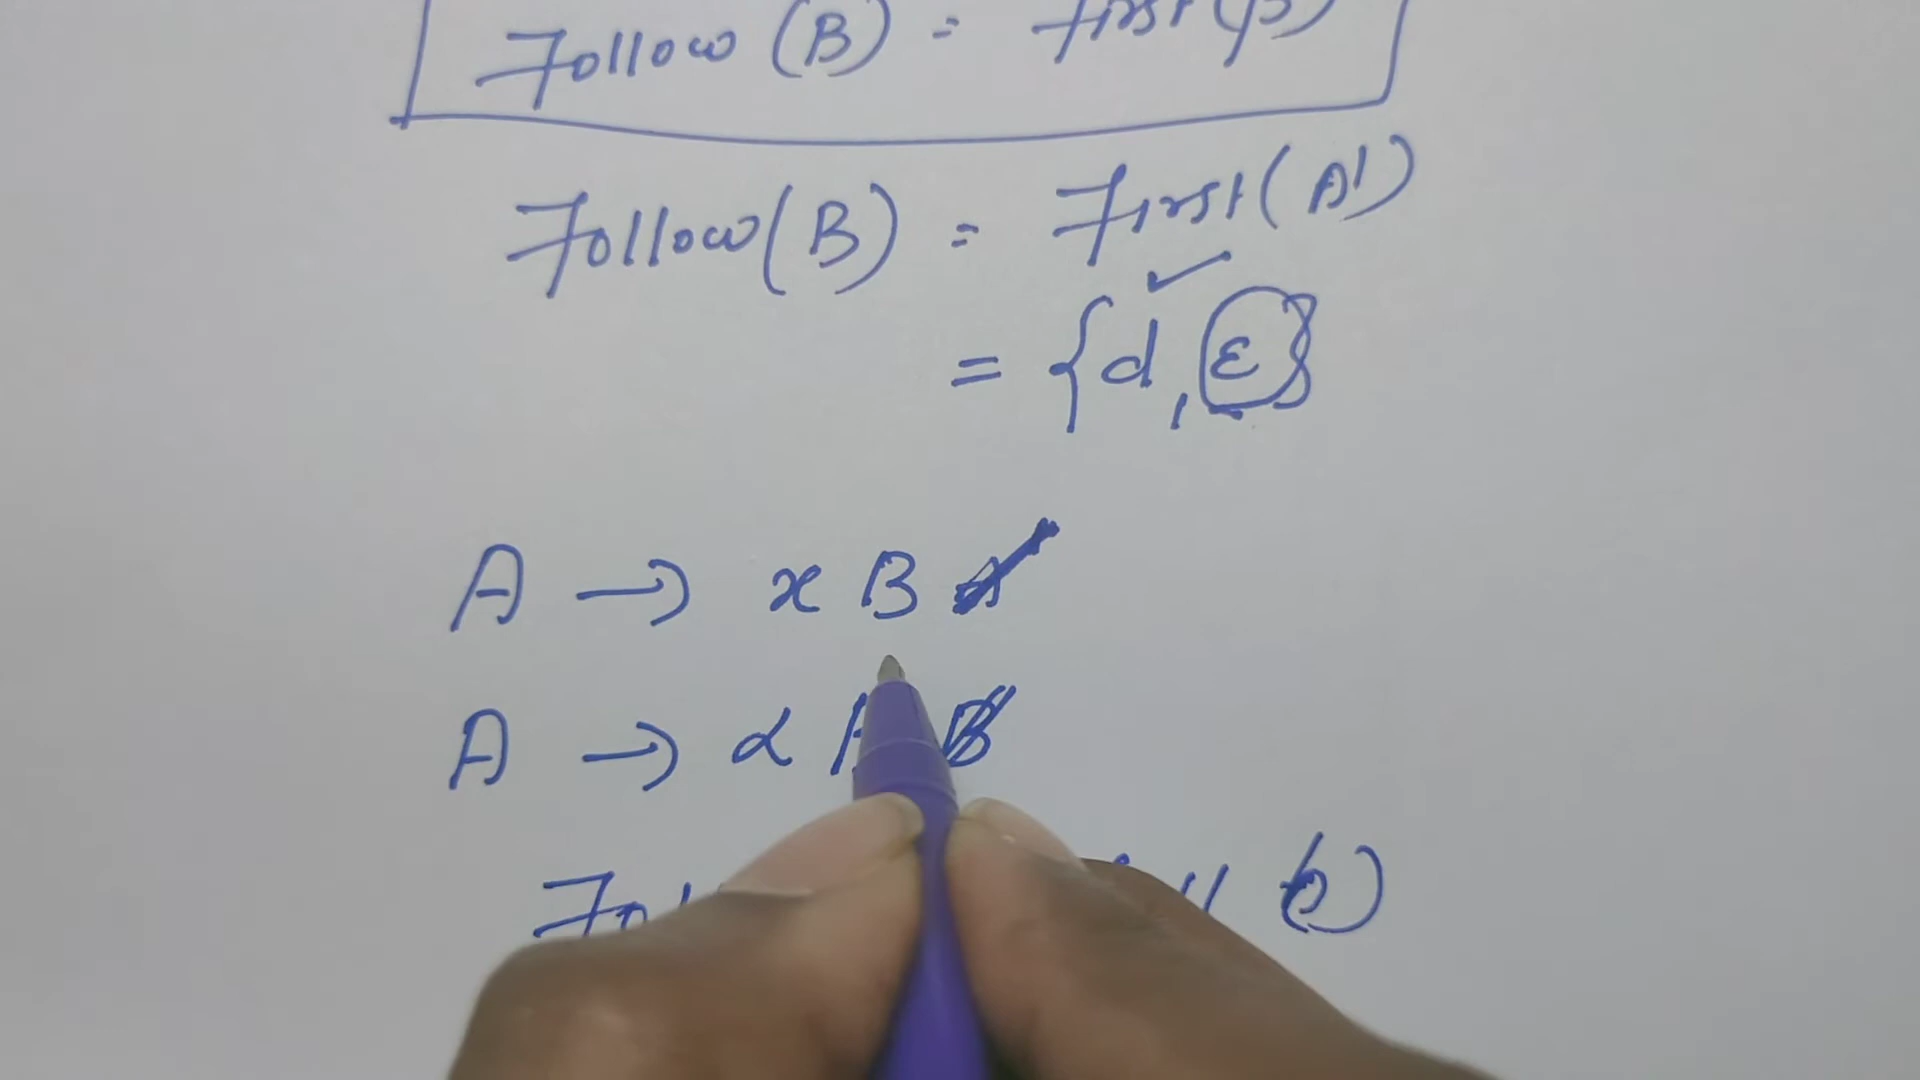 Follow (B) = First(β)
Follow(B) = First(A')
= {d, ε}
A → x B
A → α